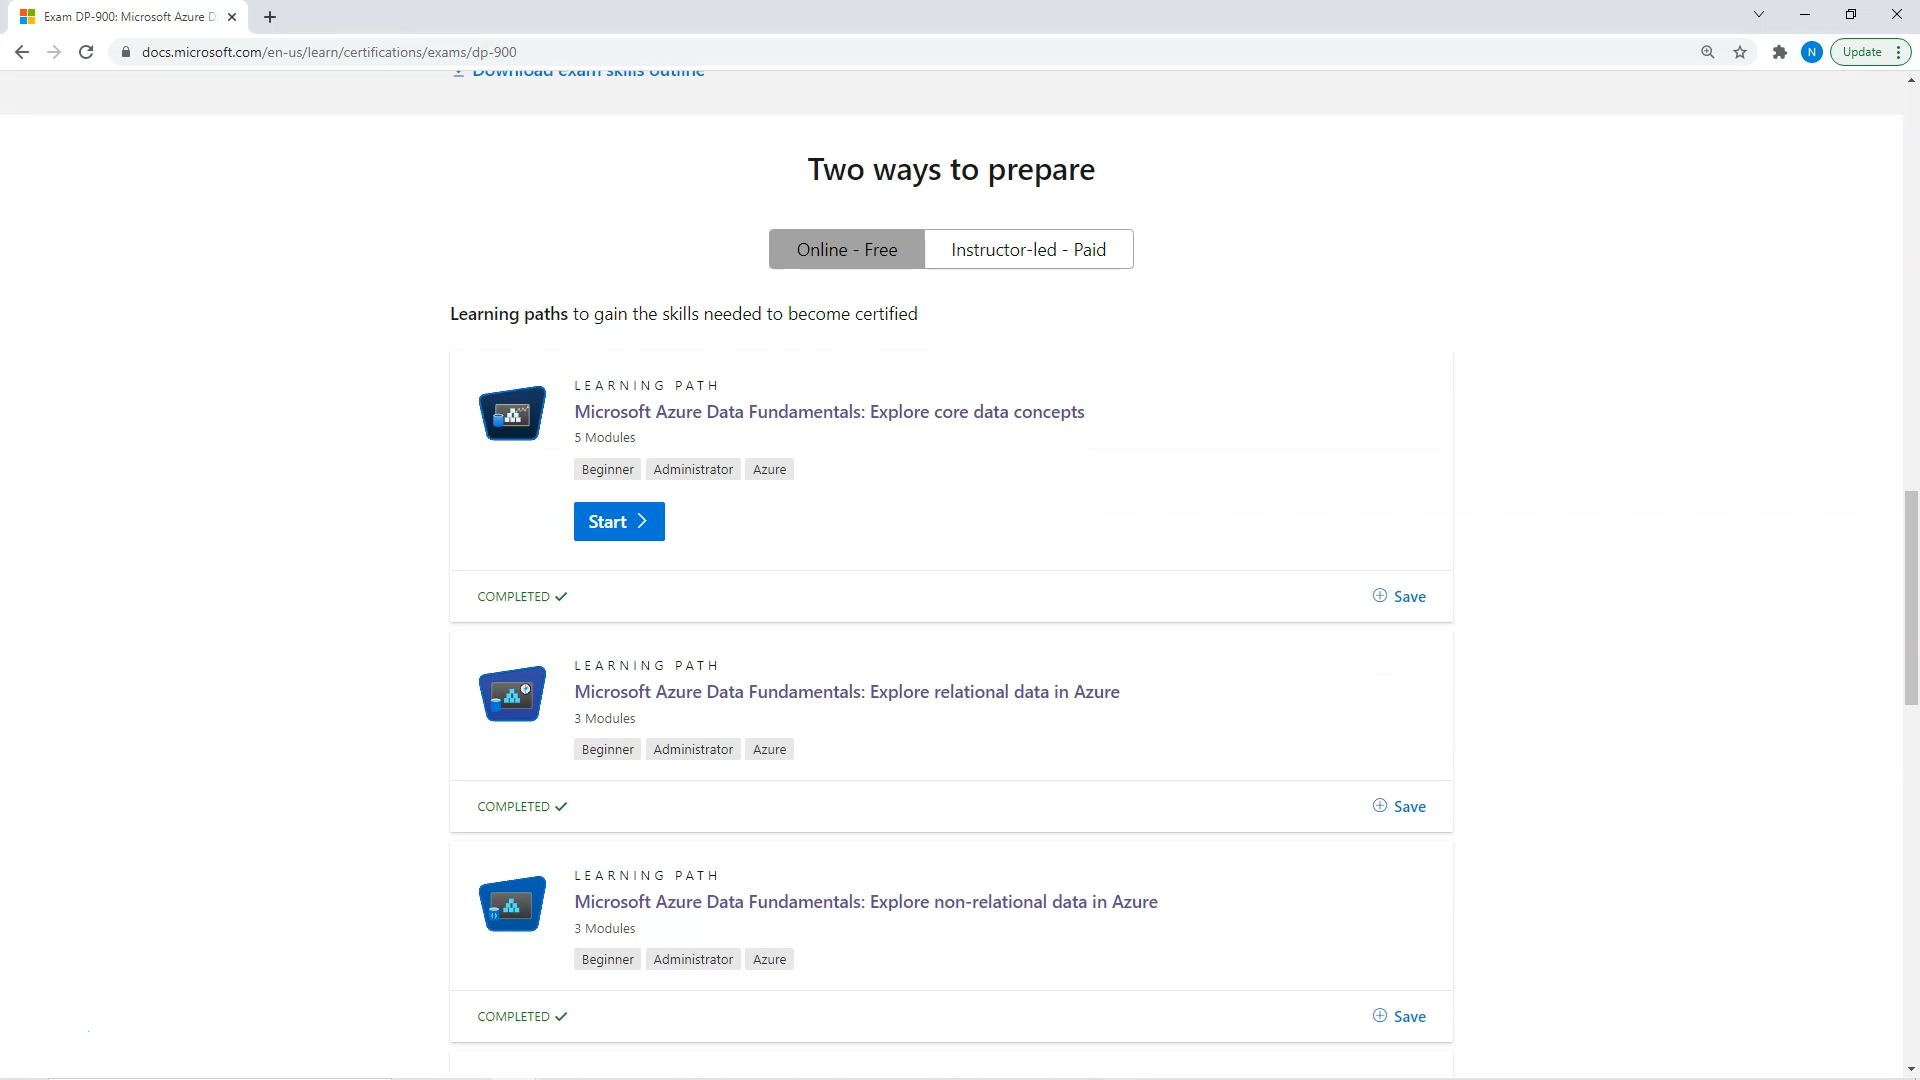 Exam DP-900: Microsoft Azure D
docs.microsoft.com/en-us/learn/certifications/exams/dp-900
N
Update
Download exam skills outline
Two ways to prepare
Online - Free
Instructor-led - Paid
Learning paths to gain the skills needed to become certified
LEARNING PATH
Microsoft Azure Data Fundamentals: Explore core data concepts
5 Modules
Beginner Administrator Azure
Start
COMPLETED
Save
LEARNING PATH
Microsoft Azure Data Fundamentals: Explore relational data in Azure
3 Modules
Beginner Administrator Azure
COMPLETED
Save
LEARNING PATH
Microsoft Azure Data Fundamentals: Explore non-relational data in Azure
3 Modules
Beginner Administrator Azure
COMPLETED
Save